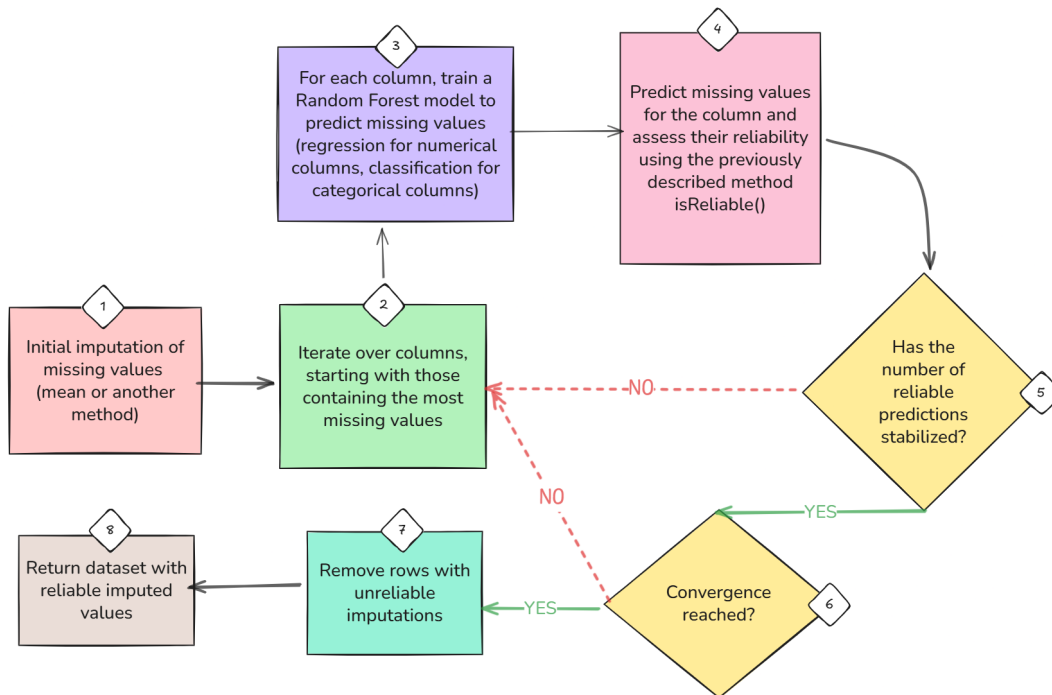 1
Initial imputation of
missing values
(mean or another
method)
2
Iterate over columns,
starting with those
containing the most
missing values
3
For each column, train a
Random Forest model to
predict missing values
(regression for numerical
columns, classification for
categorical columns)
4
Predict missing values
for the column and
assess their reliability
using the previously
described method
isReliable()
5
Has the
number of
reliable
predictions
stabilized?
NO
YES
6
Convergence
reached?
NO
YES
7
Remove rows with
unreliable
imputations
8
Return dataset with
reliable imputed
values